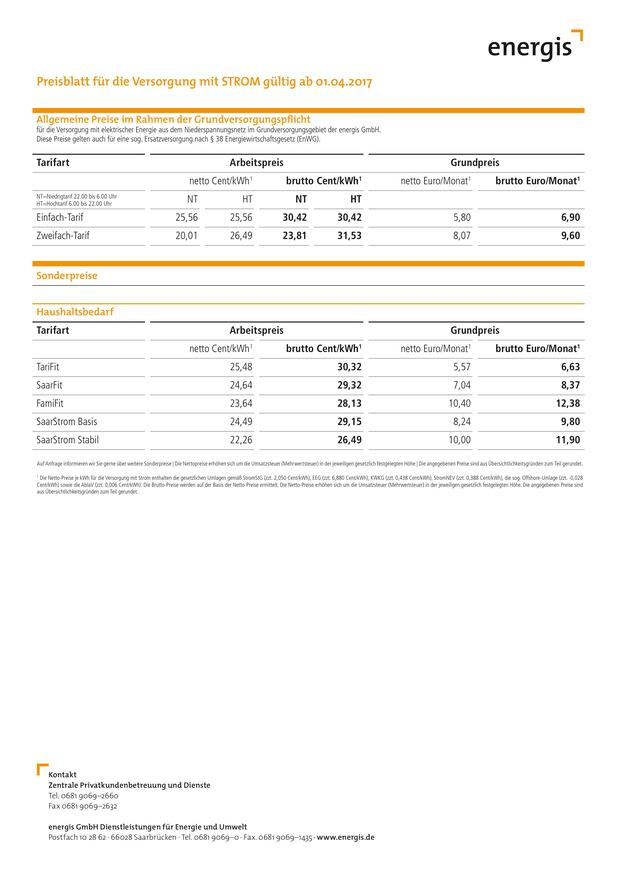 energis
Preisblatt für die Versorgung mit STROM gültig ab 01.04.2017
Allgemeine Preise im Rahmen der Grundversorgungspflicht
für die Versorgung mit elektrischer Energie aus dem Niederspannungsnetz im Grundversorgungsgebiet der energis GmbH.
Diese Preise gelten auch für eine sog. Ersatzversorgung nach § 38 Energiewirtschaftsgesetz (EnWG).
Tarifart Arbeitspreis Grundpreis
netto Cent/kWh¹ brutto Cent/kWh¹ netto Euro/Monat¹ brutto Euro/Monat¹
NT=Niedrigtarif 22.00 bis 6.00 Uhr
HT=Hochtarif 6.00 bis 22.00 Uhr
NT HT NT HT
Einfach-Tarif 25,56 25,56 30,42 30,42 5,80 6,90
Zweifach-Tarif 20,01 26,49 23,81 31,53 8,07 9,60
Sonderpreise
Haushaltsbedarf
Tarifart Arbeitspreis Grundpreis
netto Cent/kWh¹ brutto Cent/kWh¹ netto Euro/Monat¹ brutto Euro/Monat¹
TariFit 25,48 30,32 5,57 6,63
SaarFit 24,64 29,32 7,04 8,37
FamiFit 23,64 28,13 10,40 12,38
SaarStrom Basis 24,49 29,15 8,24 9,80
SaarStrom Stabil 22,26 26,49 10,00 11,90
Auf Anfrage informieren wir Sie gerne über weitere Sonderpreise | Die Nettopreise erhöhen sich um die Umsatzsteuer (Mehrwertsteuer) in der jeweiligen gesetzlich festgelegten Höhe | Die angegebenen Preise sind aus Übersichtlichkeitsgründen zum Teil gerundet.
¹ Die Netto-Preise je kWh für die Versorgung mit Strom enthalten die gesetzlichen Umlagen gemäß StromStG (zzt. 2,050 Cent/kWh), EEG (zzt. 6,880 Cent/kWh), KWKG (zzt. 0,438 Cent/kWh), StromNEV (zzt. 0,388 Cent/kWh), die sog. Offshore-Umlage (zzt. -0,028
Cent/kWh) sowie die AblaV (zzt. 0,006 Cent/kWh). Die Brutto-Preise werden auf der Basis der Netto-Preise ermittelt. Die Netto-Preise erhöhen sich um die Umsatzsteuer (Mehrwertsteuer) in der jeweiligen gesetzlich festgelegten Höhe. Die angegebenen Preise sind
aus Übersichtlichkeitsgründen zum Teil gerundet.
Kontakt
Zentrale Privatkundenbetreuung und Dienste
Tel. 0681 9069–2660
Fax 0681 9069–2632
energis GmbH Dienstleistungen für Energie und Umwelt
Postfach 10 28 62 · 66028 Saarbrücken · Tel. 0681 9069–0 · Fax. 0681 9069–1435 · www.energis.de